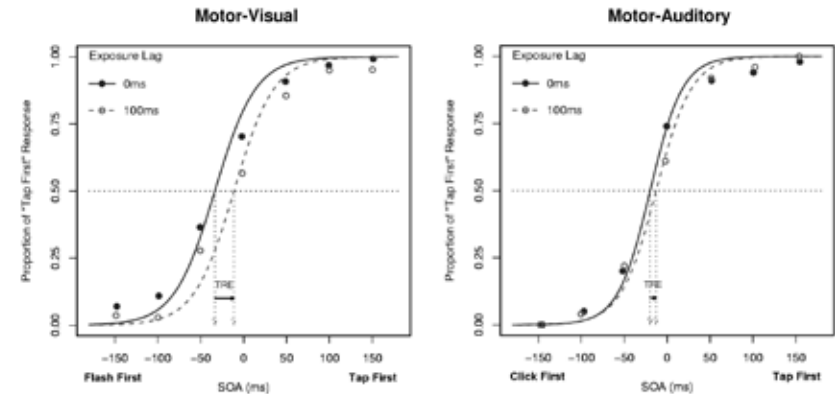 Motor-Visual
Exposure Lag
0ms
100ms
Proportion of "Tap First" Response
0.00
0.25
0.50
0.75
1.00
TRE
−150
−100
−50
0
50
100
150
Flash First
SOA (ms)
Tap First
Motor-Auditory
Exposure Lag
0ms
100ms
Proportion of "Tap First" Response
0.00
0.25
0.50
0.75
1.00
TRE
−150
−100
−50
0
50
100
150
Click First
SOA (ms)
Tap First